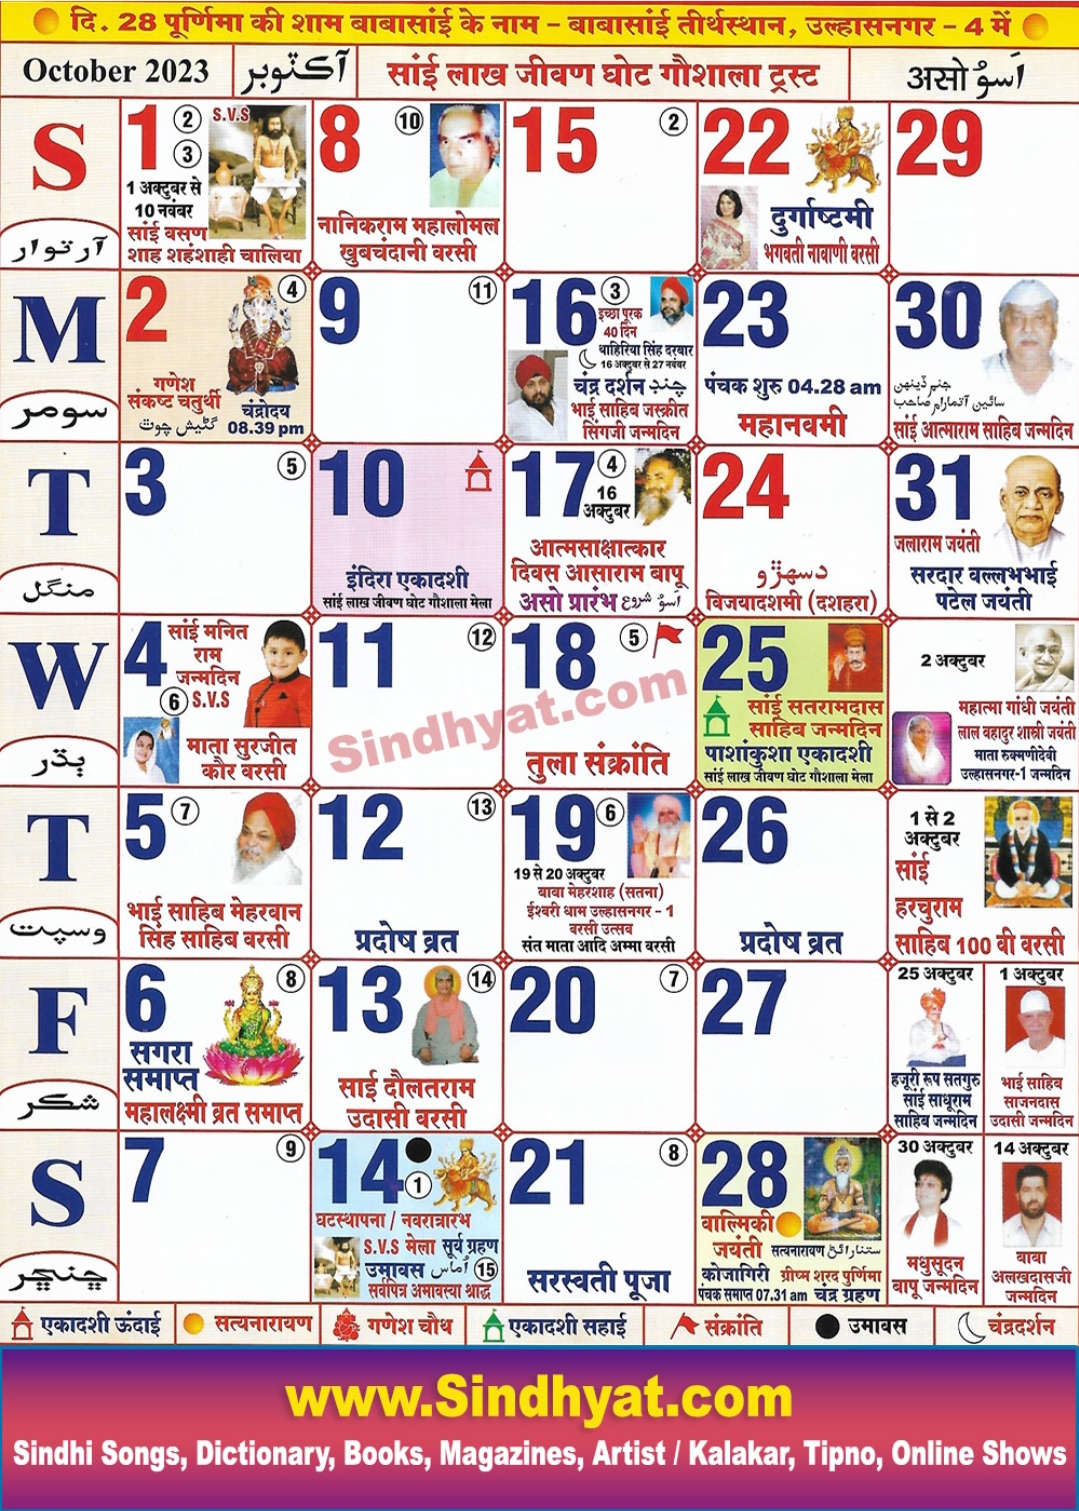 दि. 28 पूर्णिमा की शाम बाबासांई के नाम - बाबासांई तीर्थस्थान, उल्हासनगर - 4 में
October 2023 آڪٽوبر सांई लाख जीवण घोट गौशाला ट्रस्ट असो اَسوُ
S
آرتوار
1 2 3 S.V.S
1 अक्टुबर से
10 नवंबर
सांई वसण
शाह शहंशाही चालिया
8 10
नानिकराम महालोमल
खुबचंदानी वरसी
15 2
22
दुर्गाष्टमी
भगवती नावाणी वरसी
29
M
سومر
2 4
गणेश
संकष्ट चतुर्थी
گڻيش چوٿ
चंद्रोदय
08.39 pm
9 11
16 3
इच्छा पूरक
40 दिन
थाहिरिया सिंह दरबार
16 अक्टुबर से 27 नवंबर
चंद्र दर्शन چنڊ
भाई साहिब जस्क्रीत
सिंगजी जन्मदिन
23
पंचक शुरु 04.28 am
महानवमी
30
جنم ڏينهن
سائين آتمارام صاحب
सांई आत्माराम साहिब जन्मदिन
T
منگل
3 5
10
इंदिरा एकादशी
सांई लाख जीवण घोट गौशाला मेला
17 4
16
अक्टुबर
आत्मसाक्षात्कार
दिवस आसाराम बापू
असो प्रारंभ اَسوُ شروع
24
دسهڙو
विजयादशमी (दशहरा)
31
जलाराम जयंती
सरदार वल्लभभाई
पटेल जयंती
W
ٻڌر
4 6
सांई मनित
राम
जन्मदिन
S.V.S
माता सुरजीत
कौर वरसी
11 12
18 5
तुला संक्रांति
25
सांई सतरामदास
साहिब जन्मदिन
पाशांकुशा एकादशी
सांई लाख जीवण घोट गौशाला मेला
2 अक्टुबर
महात्मा गांधी जयंती
लाल बहादुर शास्त्री जयंती
माता रुक्मणीदेवी
उल्हासनगर-1 जन्मदिन
Sindhyat.com
T
وسپت
5 7
भाई साहिब मेहरवान
सिंह साहिब वरसी
12 13
प्रदोष व्रत
19 6
19 से 20 अक्टुबर
बाबा मेहरशाह (सतना)
ईश्वरी धाम उल्हासनगर - 1
वरसी उत्सव
संत माता आदि अम्मा वरसी
26
प्रदोष व्रत
1 से 2
अक्टुबर
सांई
हरचुराम
साहिब 100 वी वरसी
F
شڪر
6 8
सगरा
समाप्त
महालक्ष्मी व्रत समाप्त
13 14
साई दौलतराम
उदासी वरसी
20 7
27
25 अक्टुबर
हजूरी रूप सतगुरु
सांई साधूराम
साहिब जन्मदिन
1 अक्टुबर
भाई साहिब
साजनदास
उदासी जन्मदिन
S
ڇنڇر
7 9
14 1
घटस्थापना / नवरात्रारंभ
S.V.S मेला सूर्य ग्रहण
उमावस اُماس 15
सर्वपित्र अमावस्या श्राद्ध
21 8
सरस्वती पूजा
28
वाल्मिकी
जयंती सत्यनारायण ستنارائڻ
कोजागिरी ग्रीष्म शरद पुर्णिमा
पंचक समाप्त 07.31 am चंद्र ग्रहण
30 अक्टुबर
मधुसूदन
बापू जन्मदिन
14 अक्टुबर
बाबा
अलखदासजी
जन्मदिन
एकादशी ऊंदाई सत्यनारायण गणेश चौथ एकादशी सहाई संक्रांति उमावस चंद्रदर्शन
www.Sindhyat.com
Sindhi Songs, Dictionary, Books, Magazines, Artist / Kalakar, Tipno, Online Shows